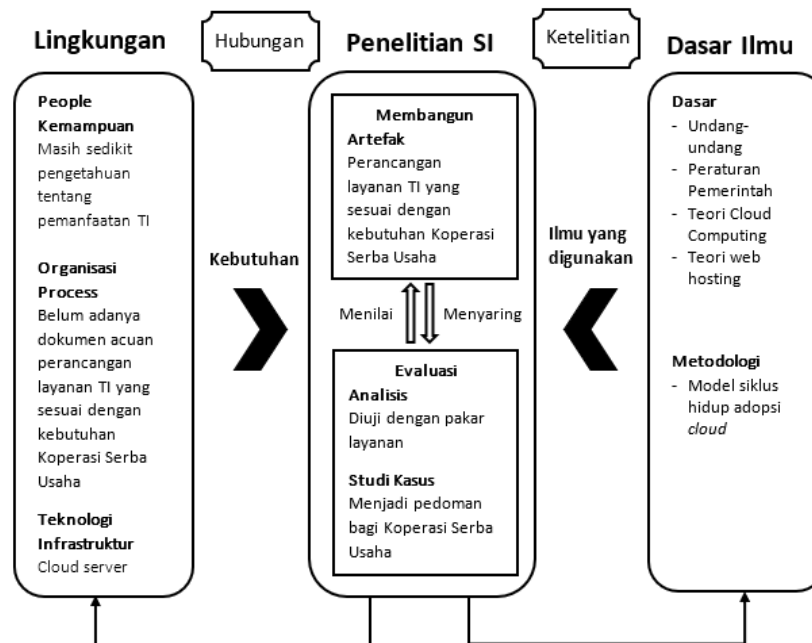 Lingkungan
Hubungan
Penelitian SI
Ketelitian
Dasar Ilmu
People
Kemampuan
Masih sedikit
pengetahuan
tentang
pemanfaatan TI
Organisasi
Process
Belum adanya
dokumen acuan
perancangan
layanan TI yang
sesuai dengan
kebutuhan
Koperasi Serba
Usaha
Teknologi
Infrastruktur
Cloud server
Kebutuhan
Membangun
Artefak
Perancangan
layanan TI yang
sesuai dengan
kebutuhan Koperasi
Serba Usaha
Menilai
Menyaring
Evaluasi
Analisis
Diuji dengan pakar
layanan
Studi Kasus
Menjadi pedoman
bagi Koperasi Serba
Usaha
Ilmu yang
digunakan
Dasar
- Undang-
undang
- Peraturan
Pemerintah
- Teori Cloud
Computing
- Teori web
hosting
Metodologi
- Model siklus
hidup adopsi
cloud